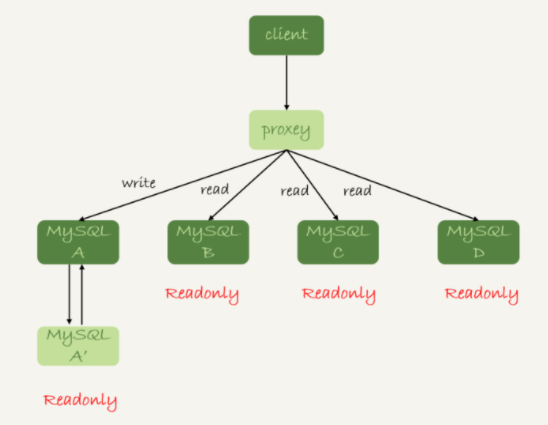 client
proxey
write
read
read
read
MySQL
A
MySQL
B
MySQL
C
MySQL
D
Readonly
Readonly
Readonly
MySQL
A'
Readonly